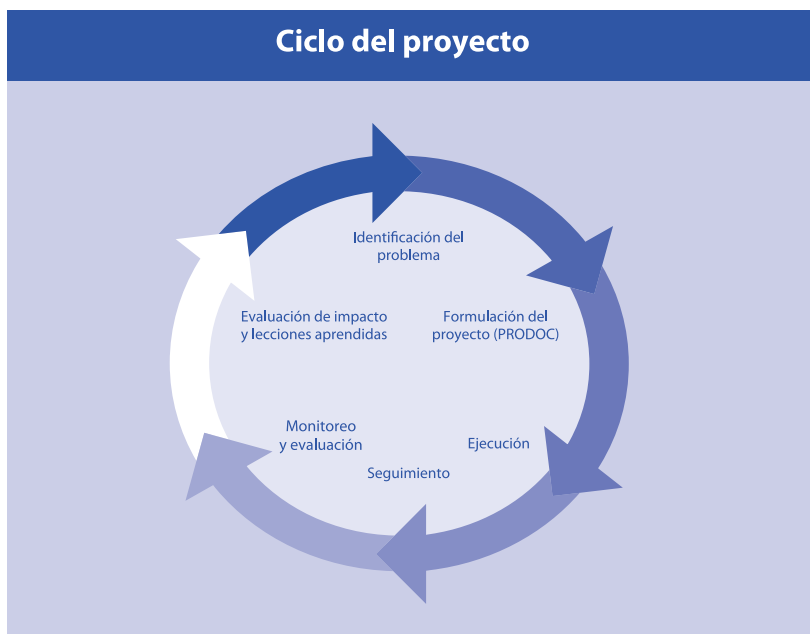 Ciclo del proyecto
Identificación del
problema
Formulación del
proyecto (PRODOC)
Ejecución
Seguimiento
Monitoreo
y evaluación
Evaluación de impacto
y lecciones aprendidas